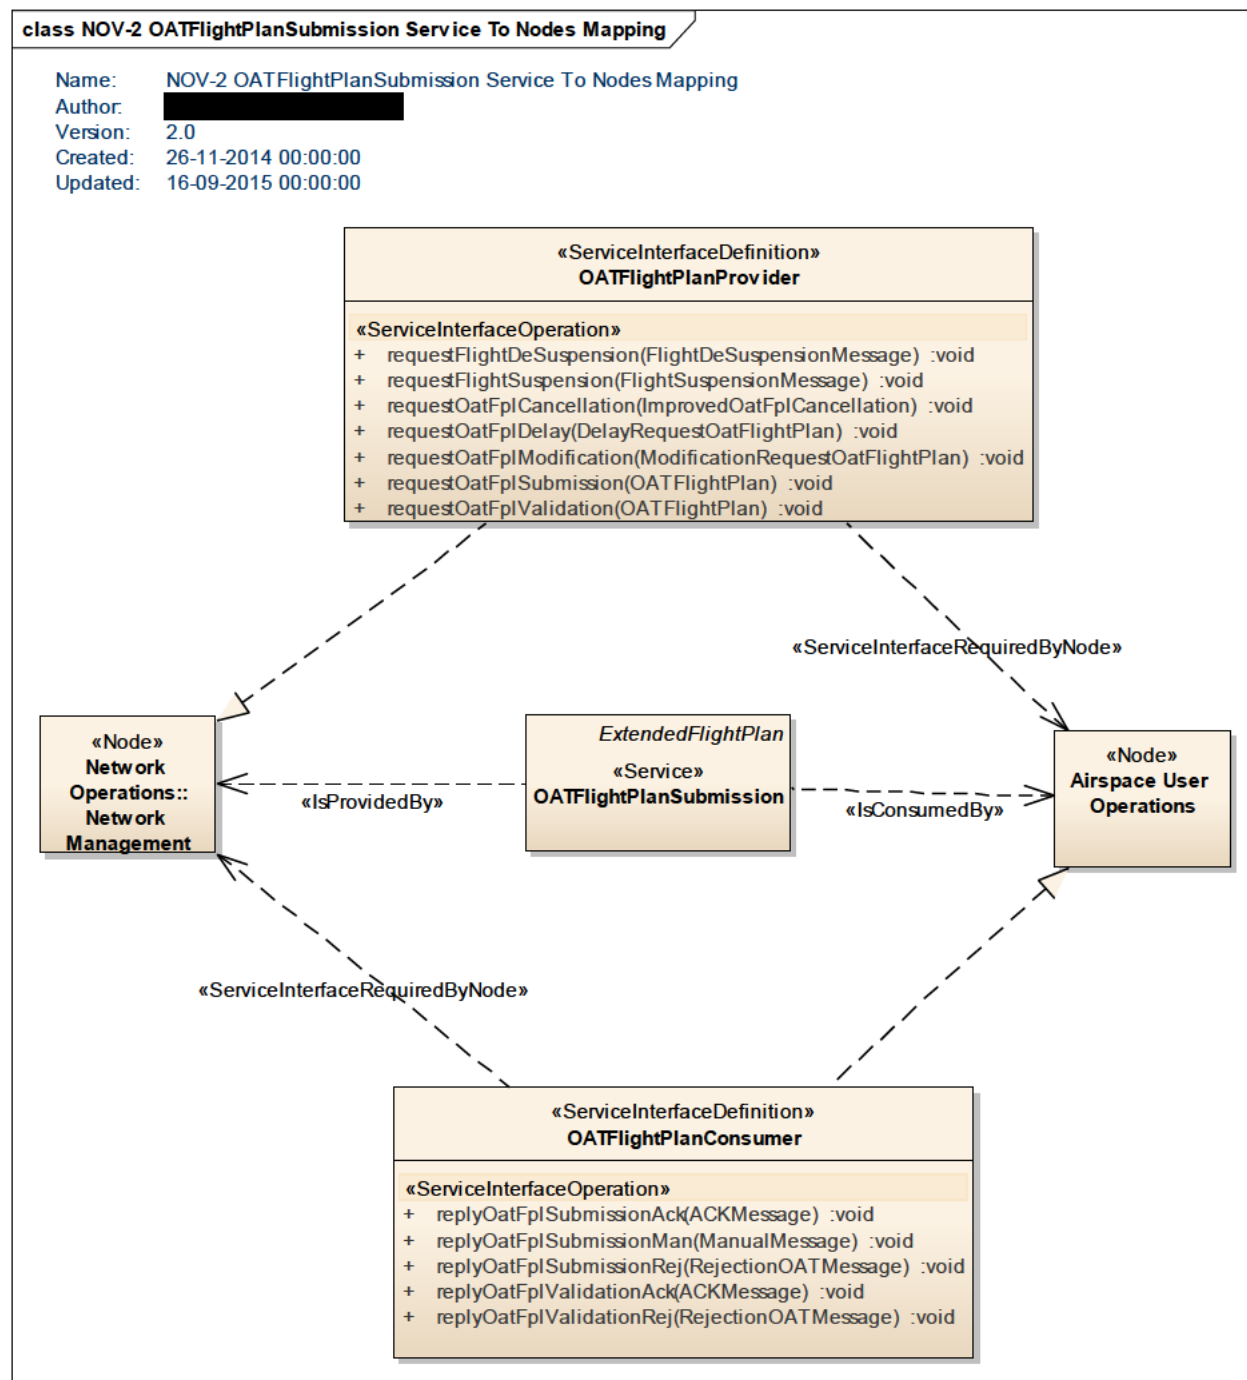 class NOV-2 OATFlightPlanSubmission Service To Nodes Mapping
Name: NOV-2 OATFlightPlanSubmission Service To Nodes Mapping
Author:
Version: 2.0
Created: 26-11-2014 00:00:00
Updated: 16-09-2015 00:00:00
«ServiceInterfaceDefinition»
OATFlightPlanProvider
«ServiceInterfaceOperation»
+ requestFlightDeSuspension(FlightDeSuspensionMessage) :void
+ requestFlightSuspension(FlightSuspensionMessage) :void
+ requestOatFplCancellation(ImprovedOatFplCancellation) :void
+ requestOatFplDelay(DelayRequestOatFlightPlan) :void
+ requestOatFplModification(ModificationRequestOatFlightPlan) :void
+ requestOatFplSubmission(OATFlightPlan) :void
+ requestOatFplValidation(OATFlightPlan) :void
«ServiceInterfaceRequiredByNode»
«Node»
Network
Operations::
Network
Management
«IsProvidedBy»
ExtendedFlightPlan
«Service»
OATFlightPlanSubmission
«IsConsumedBy»
«Node»
Airspace User
Operations
«ServiceInterfaceRequiredByNode»
«ServiceInterfaceDefinition»
OATFlightPlanConsumer
«ServiceInterfaceOperation»
+ replyOatFplSubmissionAck(ACKMessage) :void
+ replyOatFplSubmissionMan(ManualMessage) :void
+ replyOatFplSubmissionRej(RejectionOATMessage) :void
+ replyOatFplValidationAck(ACKMessage) :void
+ replyOatFplValidationRej(RejectionOATMessage) :void